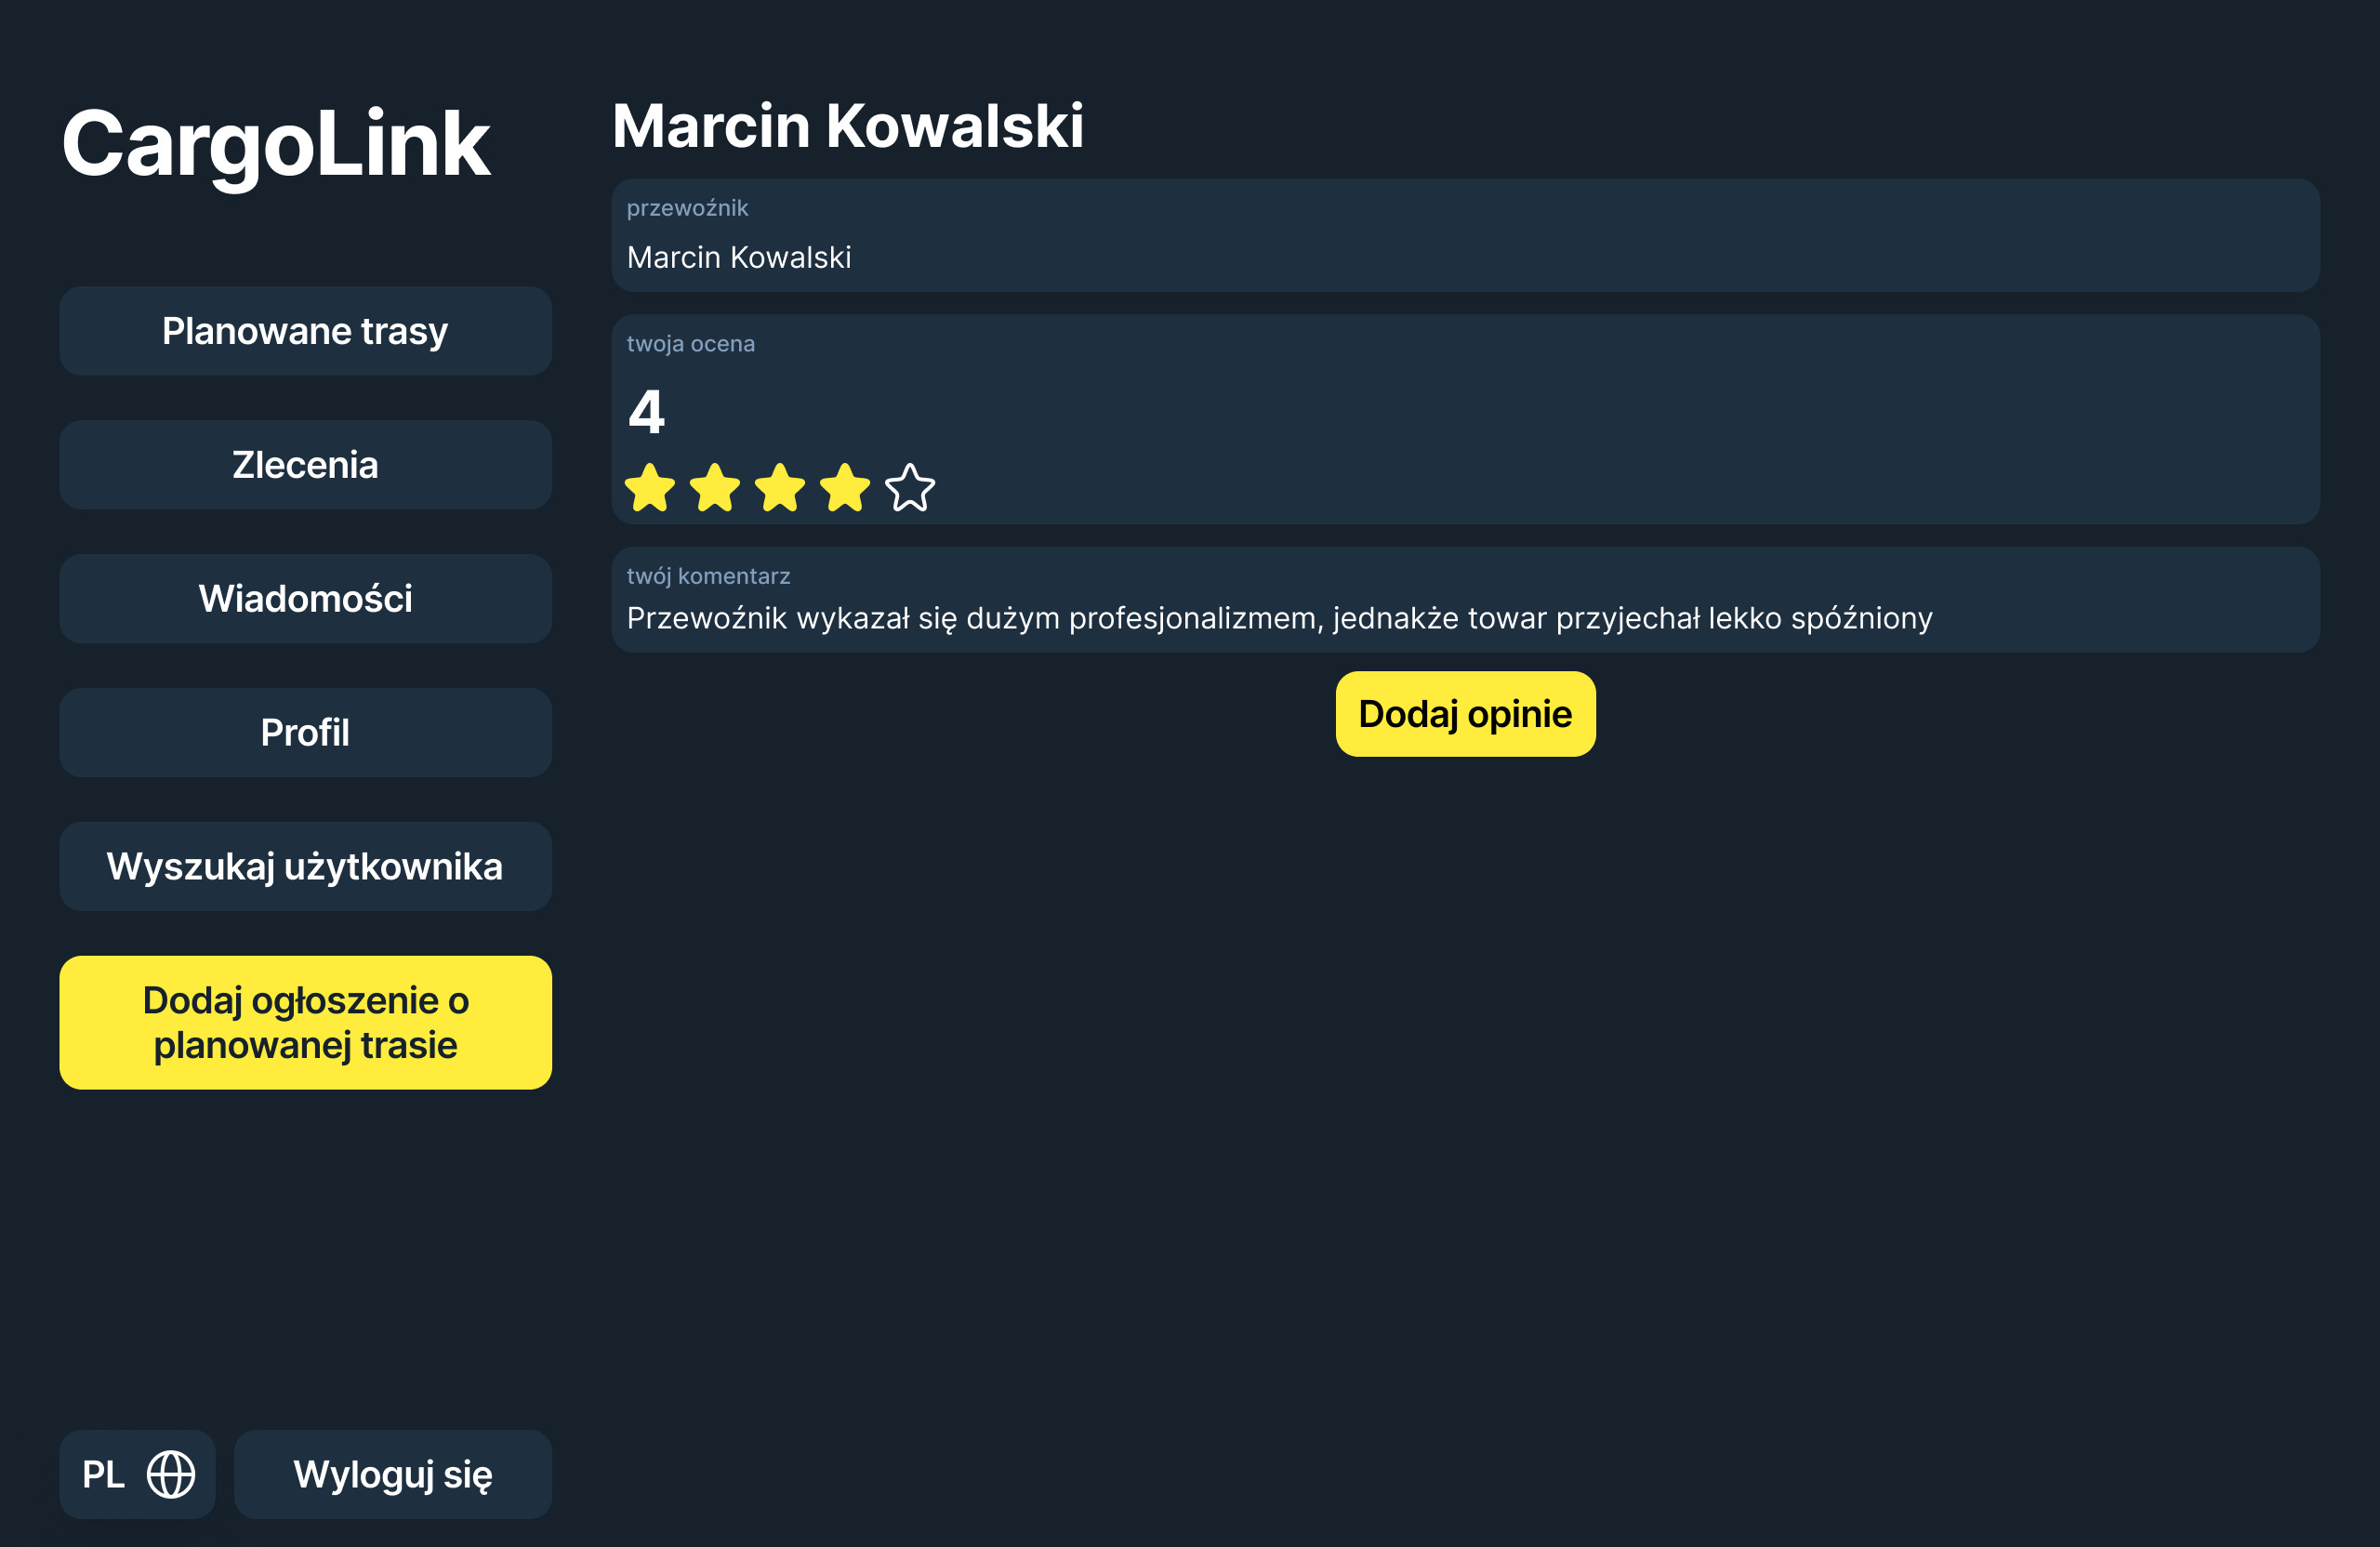 CargoLink
Planowane trasy
Zlecenia
Wiadomości
Profil
Wyszukaj użytkownika
Dodaj ogłoszenie o
planowanej trasie
PL
Wyloguj się
Marcin Kowalski
przewoźnik
Marcin Kowalski
twoja ocena
4
twój komentarz
Przewoźnik wykazał się dużym profesjonalizmem, jednakże towar przyjechał lekko spóźniony
Dodaj opinie